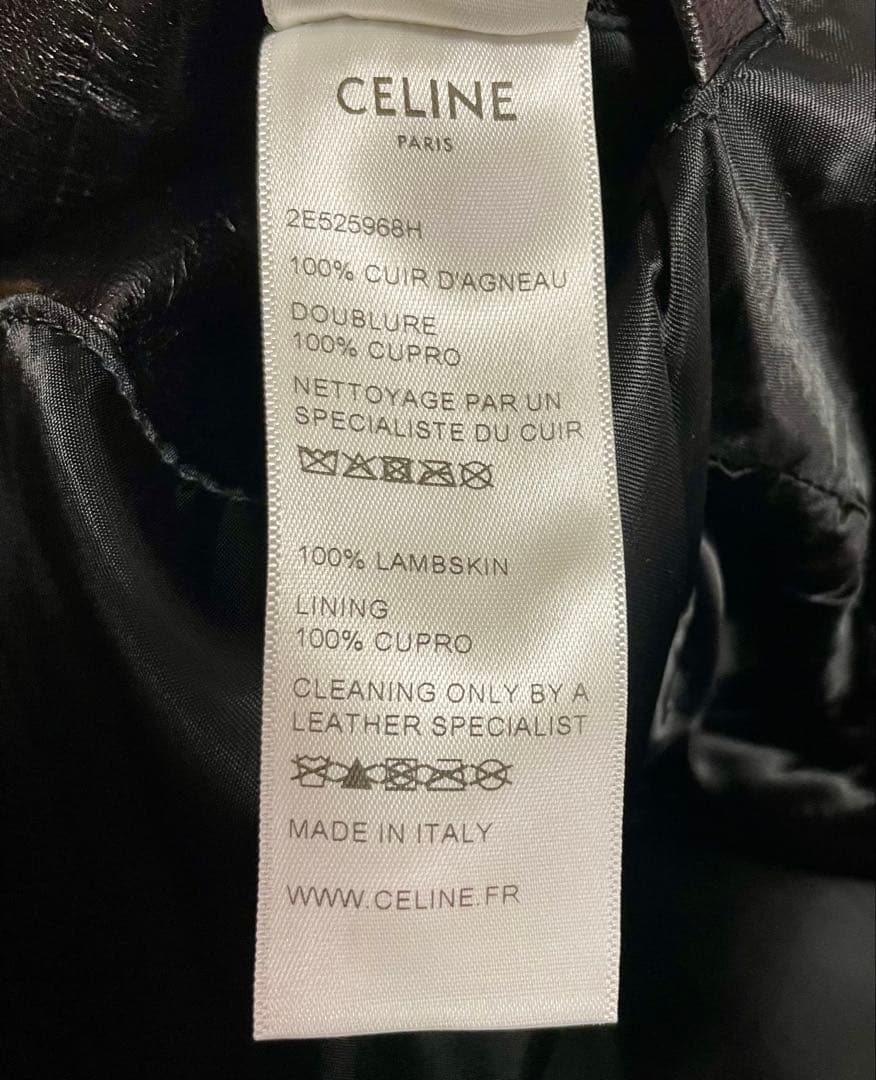 CELINE
PARIS
2E525968H
100% CUIR D'AGNEAU
DOUBLURE
100% CUPRO
NETTOYAGE PAR UN
SPECIALISTE DU CUIR
100% LAMBSKIN
LINING
100% CUPRO
CLEANING ONLY BY A
LEATHER SPECIALIST
MADE IN ITALY
WWW.CELINE.FR